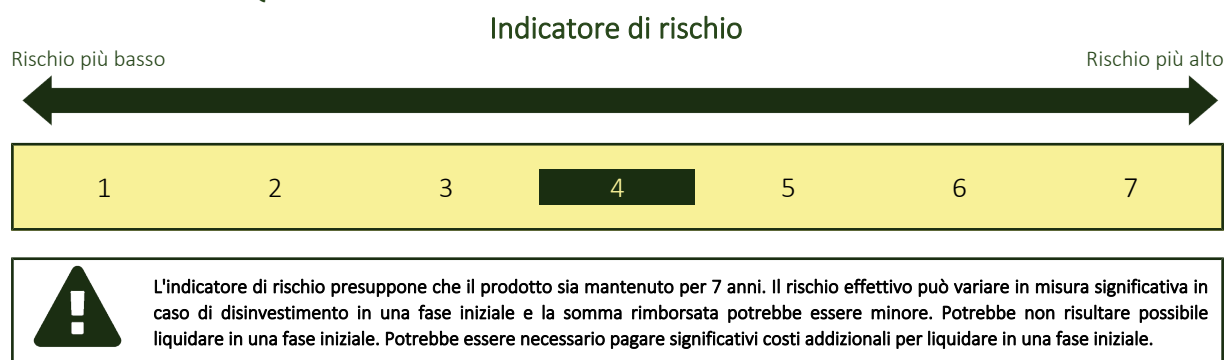 Indicatore di rischio
Rischio più basso
Rischio più alto
1 2 3 4 5 6 7
L'indicatore di rischio presuppone che il prodotto sia mantenuto per 7 anni. Il rischio effettivo può variare in misura significativa in
caso di disinvestimento in una fase iniziale e la somma rimborsata potrebbe essere minore. Potrebbe non risultare possibile
liquidare in una fase iniziale. Potrebbe essere necessario pagare significativi costi addizionali per liquidare in una fase iniziale.